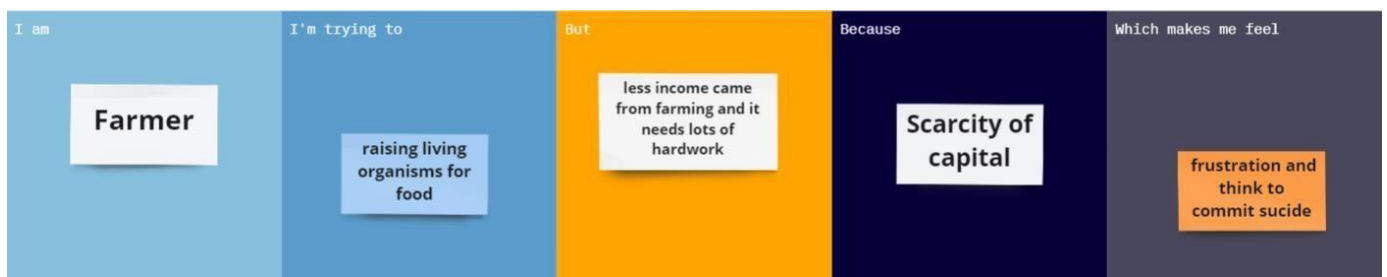 I am
Farmer
I'm trying to
raising living
organisms for
food
But
less income came
from farming and it
needs lots of
hardwork
Because
Scarcity of
capital
Which makes me feel
frustration and
think to
commit sucide